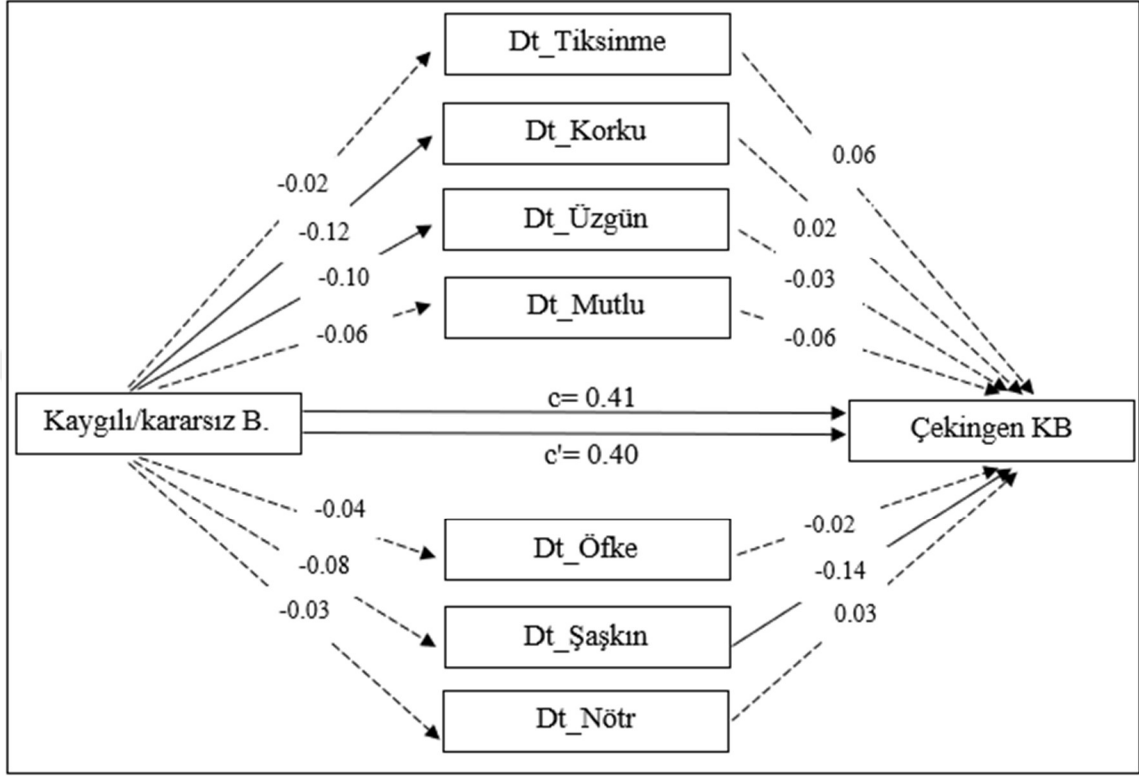 Dt_Tiksinme
Dt_Korku
0.06
-0.02
Dt_Üzgün
-0.12
0.02
-0.10
-0.03
Dt_Mutlu
-0.06
-0.06
c= 0.41
Kaygılı/kararsız B.
Çekingen KB
c'= 0.40
-0.04
-0.02
Dt_Öfke
-0.08
-0.14
-0.03
0.03
Dt_Şaşkın
Dt_Nötr